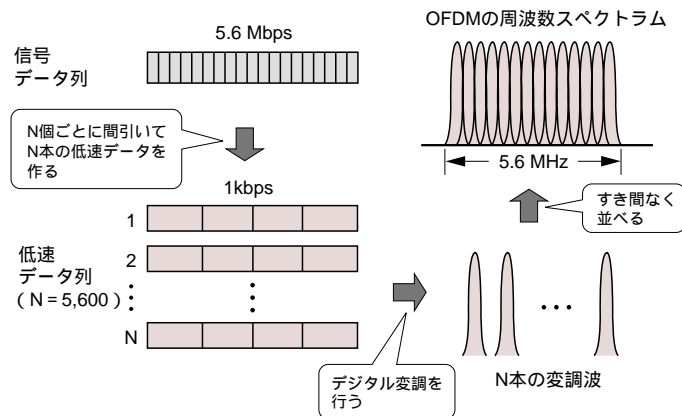 信号
データ列
5.6 Mbps
OFDMの周波数スペクトラム
N個ごとに間引いて
N本の低速データを
作る
5.6 MHz
1kbps
すき間なく
並べる
低速
データ列
(N = 5,600)
1
2
N
デジタル変調を
行う
N本の変調波